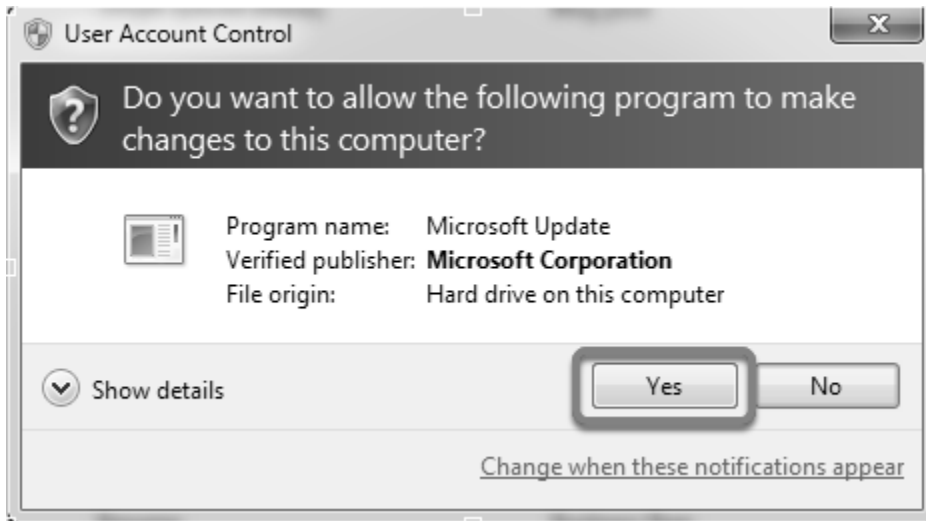 User Account Control
Do you want to allow the following program to make
changes to this computer?
Program name: Microsoft Update
Verified publisher: Microsoft Corporation
File origin: Hard drive on this computer
Show details
Yes
No
Change when these notifications appear